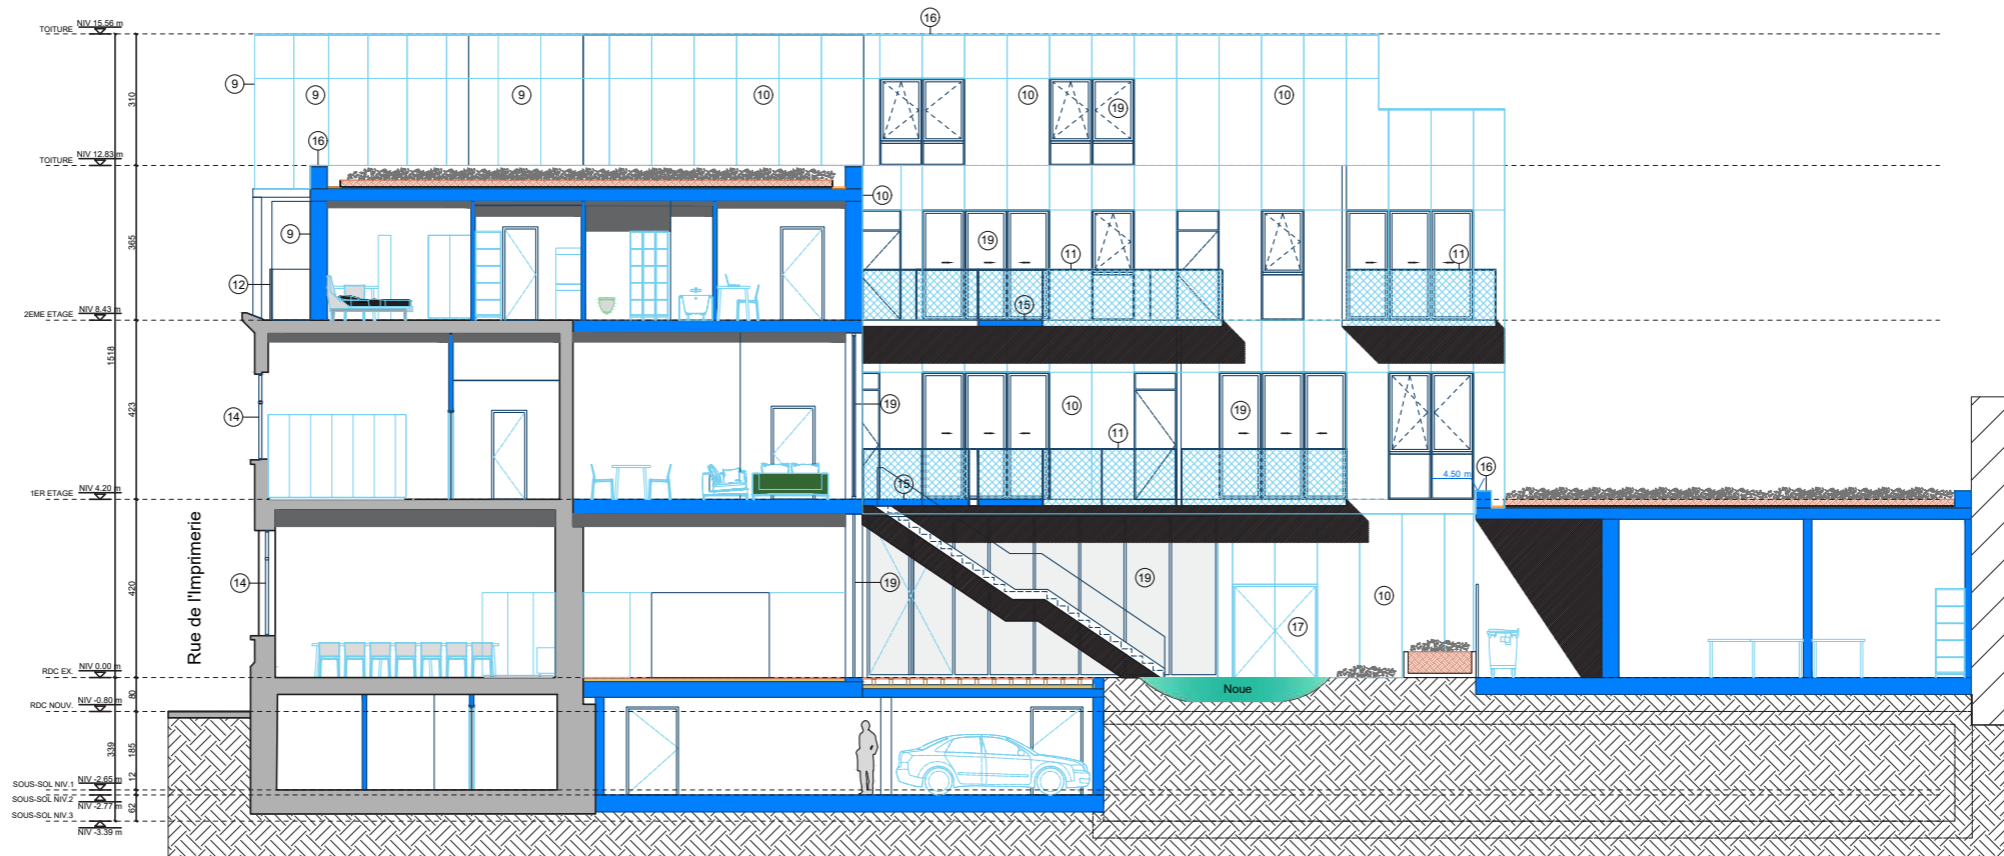 NIV 15.56 m
TOITURE
16
9
9
9
10
10
19
10
310
NIV 12.83 m
TOITURE
16
10
9
365
19
11
11
12
15
NIV 8.43 m
2EME ETAGE
1518
423
14
19
10
19
11
4.50 m
16
15
NIV 4.20 m
1ER ETAGE
Rue de l'Imprimerie
420
14
19
19
10
17
NIV 0.00 m
RDC EX.
80
Noue
NIV -0.80 m
RDC NOUV.
339
185
NIV -2.65 m
SOUS-SOL NIV.1
12
SOUS-SOL NIV.2
NIV -2.77 m
62
SOUS-SOL NIV.3
NIV -3.39 m